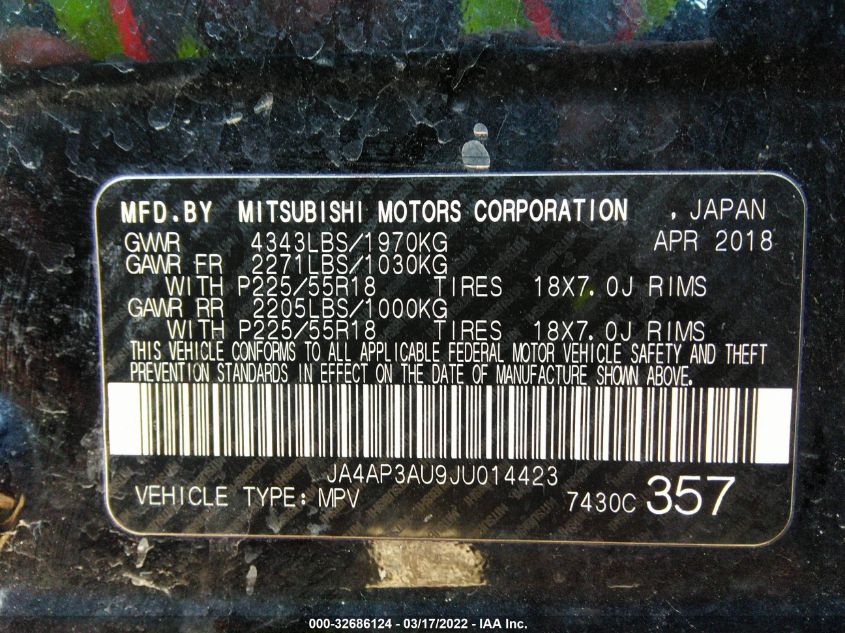 MFD.BY MITSUBISHI MOTORS CORPORATION , JAPAN
GVWR 4343LBS/1970KG APR 2018
GAWR FR 2271LBS/1030KG
WITH P225/55R18 TIRES 18X7.0J RIMS
GAWR RR 2205LBS/1000KG
WITH P225/55R18 TIRES 18X7.0J RIMS
THIS VEHICLE CONFORMS TO ALL APPLICABLE FEDERAL MOTOR VEHICLE SAFETY AND THEFT
PREVENTION STANDARDS IN EFFECT ON THE DATE OF MANUFACTURE SHOWN ABOVE.
JA4AP3AU9JU014423
VEHICLE TYPE: MPV 7430C 357
000-32686124 - 03/17/2022 - IAA Inc.